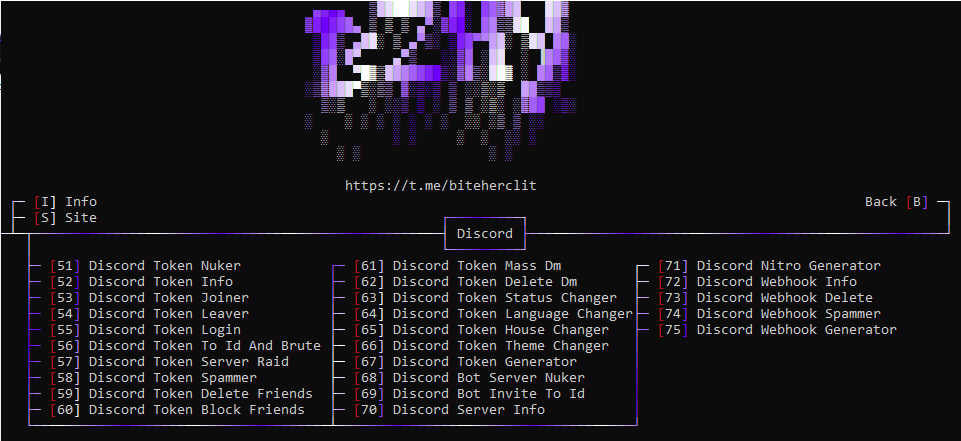 https://t.me/biteherclit
[I] Info
Back [B]
[S] Site
Discord
[51] Discord Token Nuker
[52] Discord Token Info
[53] Discord Token Joiner
[54] Discord Token Leaver
[55] Discord Token Login
[56] Discord Token To Id And Brute
[57] Discord Token Server Raid
[58] Discord Token Spammer
[59] Discord Token Delete Friends
[60] Discord Token Block Friends
[61] Discord Token Mass Dm
[62] Discord Token Delete Dm
[63] Discord Token Status Changer
[64] Discord Token Language Changer
[65] Discord Token House Changer
[66] Discord Token Theme Changer
[67] Discord Token Generator
[68] Discord Bot Server Nuker
[69] Discord Bot Invite To Id
[70] Discord Server Info
[71] Discord Nitro Generator
[72] Discord Webhook Info
[73] Discord Webhook Delete
[74] Discord Webhook Spammer
[75] Discord Webhook Generator